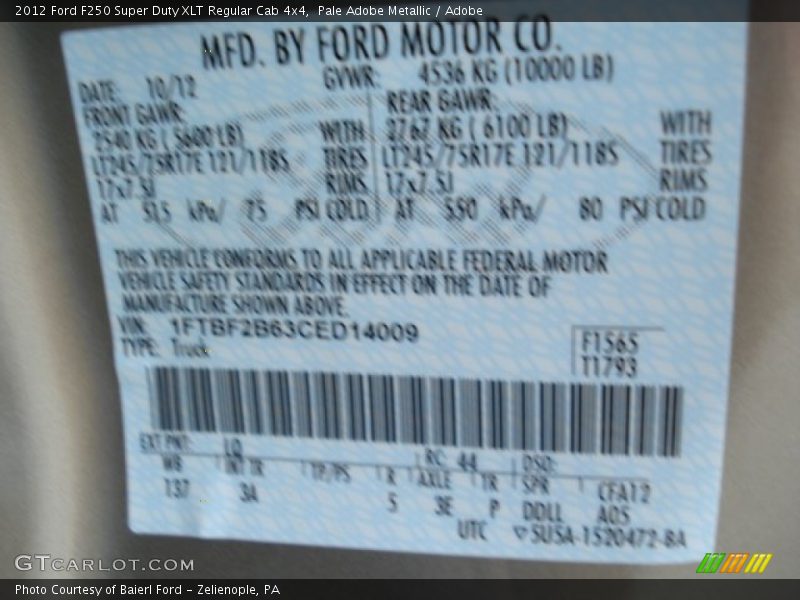 2012 Ford F250 Super Duty XLT Regular Cab 4x4, Pale Adobe Metallic / Adobe
MFD. BY FORD MOTOR CO.
DATE: 10/12 GVWR: 4536 KG (10000 LB)
FRONT GAWR: REAR GAWR:
2540 KG ( 5600 LB) WITH 2767 KG ( 6100 LB) WITH
LT245/75R17E 121/118S TIRES LT245/75R17E 121/118S TIRES
17x7.5J RIMS 17x7.5J RIMS
AT 515 kPa/ 75 PSI COLD AT 550 kPa/ 80 PSI COLD
THIS VEHICLE CONFORMS TO ALL APPLICABLE FEDERAL MOTOR
VEHICLE SAFETY STANDARDS IN EFFECT ON THE DATE OF
MANUFACTURE SHOWN ABOVE.
VIN: 1FTBF2B63CED14009
TYPE: Truck
F1565
T1793
EXT PNT: LQ RC: 44 DSO:
WB INT TR TP/PS R AXLE TR SPR CFA12
137 3A 5 3E P DDLL A05
UTC ▽5U5A-1520472-BA
GTCARLOT.COM
Photo Courtesy of Baierl Ford - Zelienople, PA